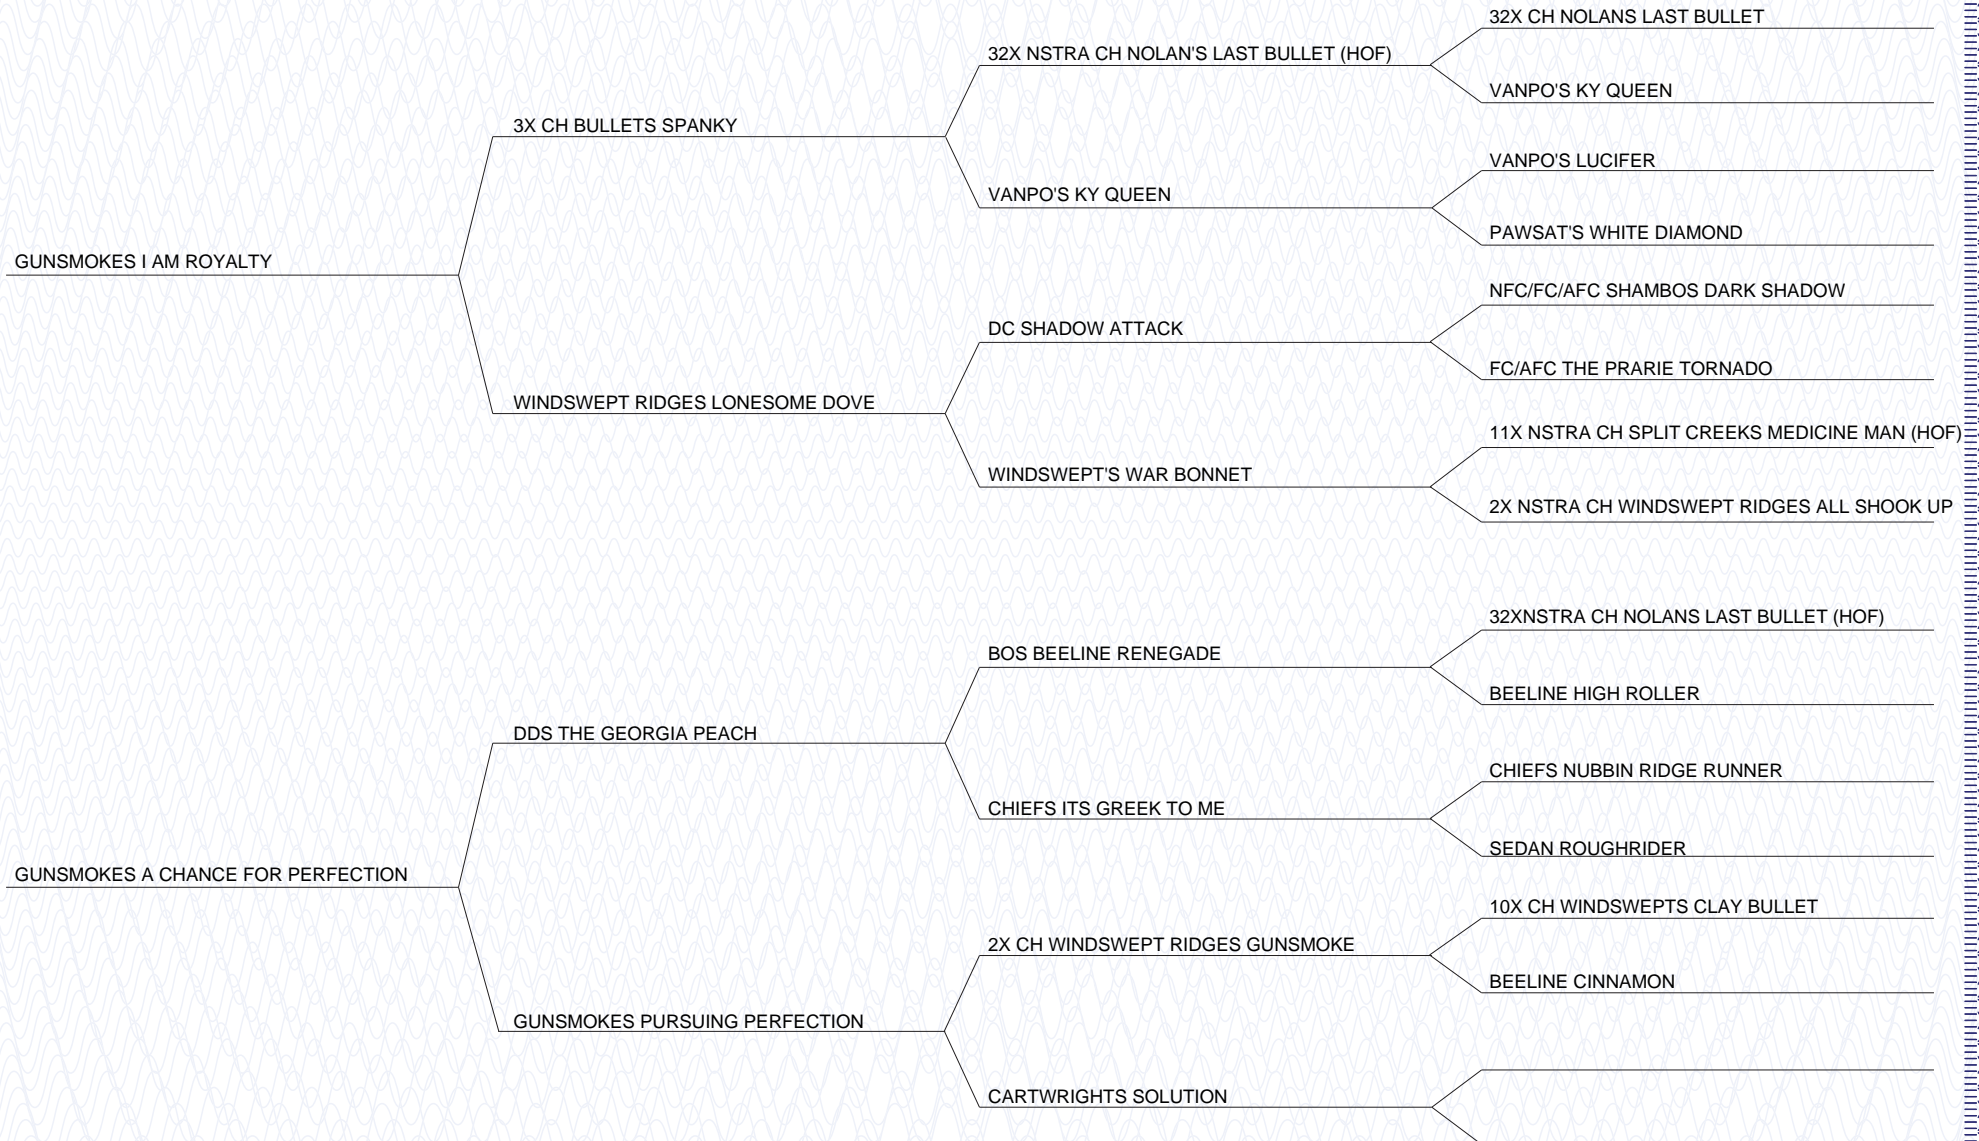 32X CH NOLANS LAST BULLET
32X NSTRA CH NOLAN'S LAST BULLET (HOF)
VANPO'S KY QUEEN
3X CH BULLETS SPANKY
VANPO'S LUCIFER
VANPO'S KY QUEEN
PAWSAT'S WHITE DIAMOND
GUNSMOKES I AM ROYALTY
NFC/FC/AFC SHAMBOS DARK SHADOW
DC SHADOW ATTACK
FC/AFC THE PRARIE TORNADO
WINDSWEPT RIDGES LONESOME DOVE
11X NSTRA CH SPLIT CREEKS MEDICINE MAN (HOF)
WINDSWEPT'S WAR BONNET
2X NSTRA CH WINDSWEPT RIDGES ALL SHOOK UP
32XNSTRA CH NOLANS LAST BULLET (HOF)
BOS BEELINE RENEGADE
BEELINE HIGH ROLLER
DDS THE GEORGIA PEACH
CHIEFS NUBBIN RIDGE RUNNER
CHIEFS ITS GREEK TO ME
SEDAN ROUGHRIDER
GUNSMOKES A CHANCE FOR PERFECTION
10X CH WINDSWEPTS CLAY BULLET
2X CH WINDSWEPT RIDGES GUNSMOKE
BEELINE CINNAMON
GUNSMOKES PURSUING PERFECTION
CARTWRIGHTS SOLUTION